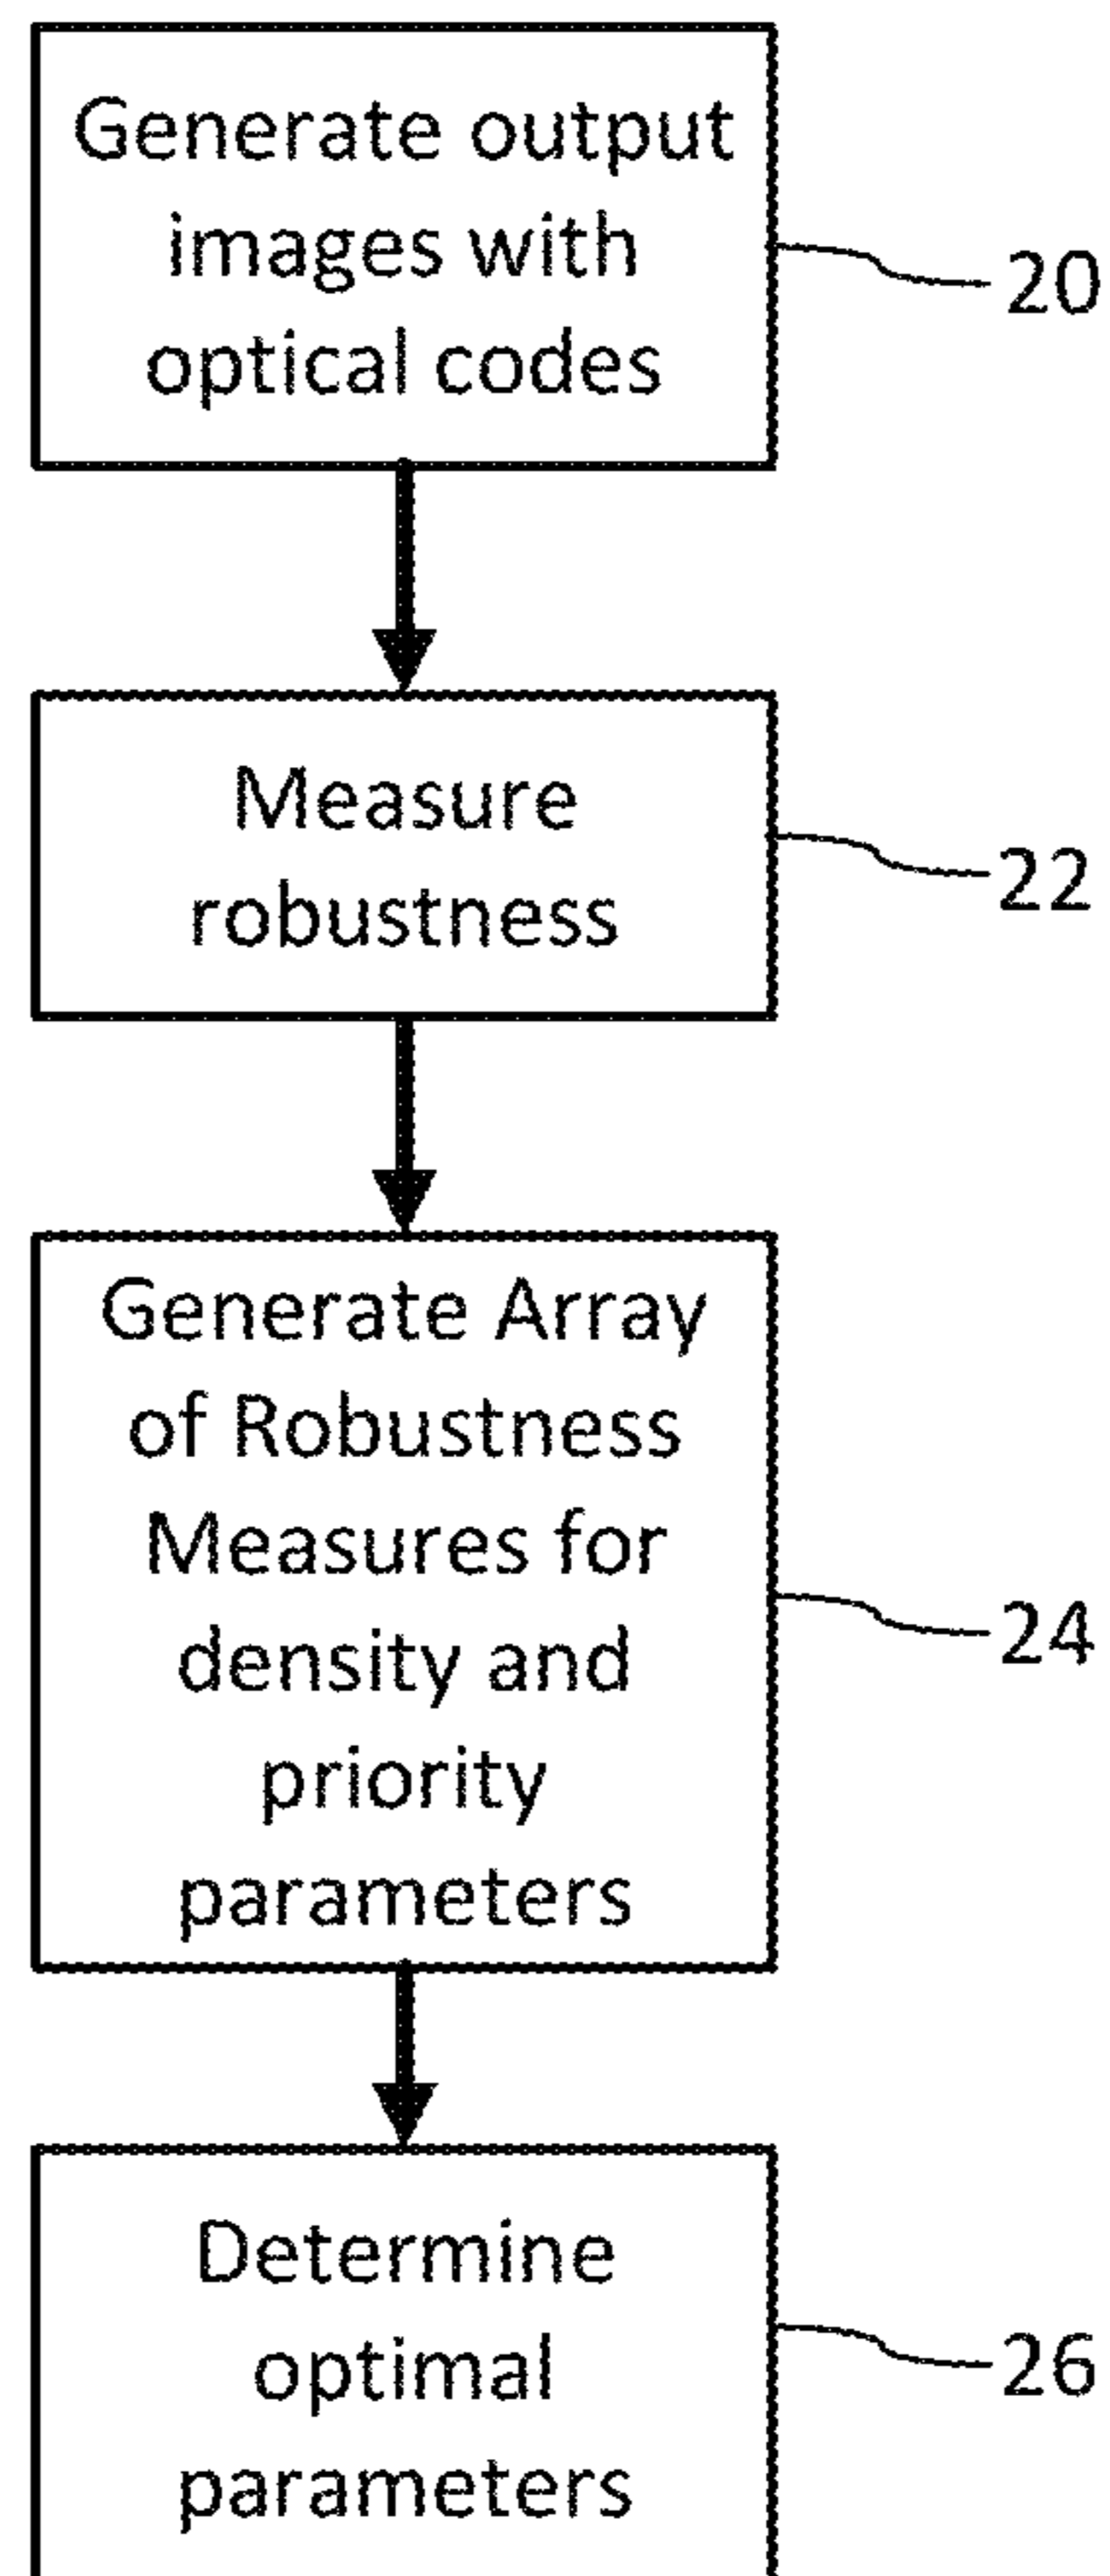 Generate output
images with
optical codes
20
Measure
robustness
22
Generate Array
of Robustness
Measures for
density and
priority
parameters
24
Determine
optimal
parameters
26